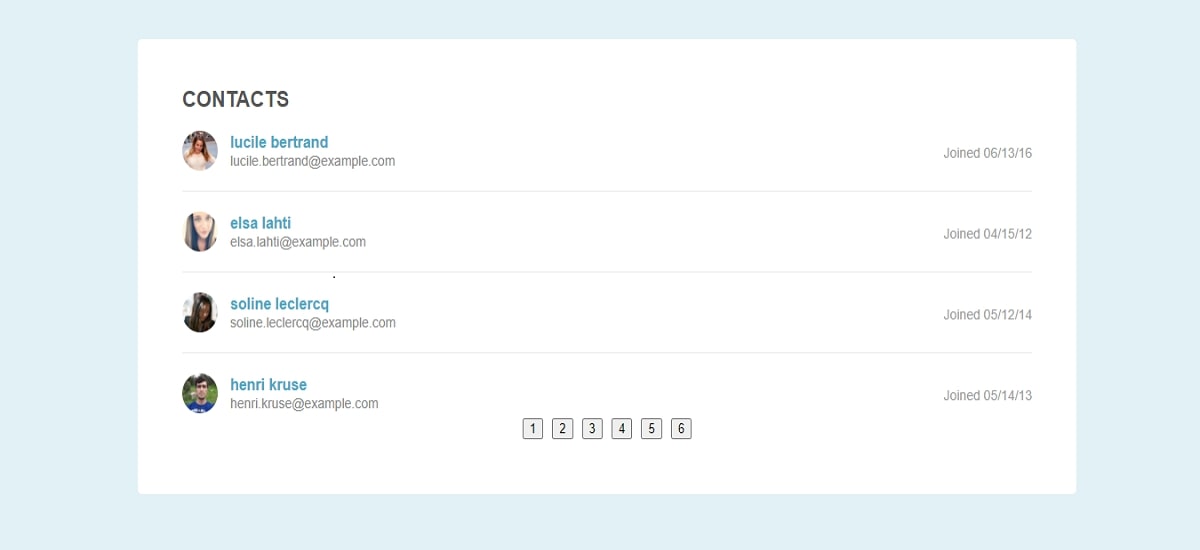 CONTACTS
lucile bertrand
lucile.bertrand@example.com
Joined 06/13/16
elsa lahti
elsa.lahti@example.com
Joined 04/15/12
soline leclercq
soline.leclercq@example.com
Joined 05/12/14
henri kruse
henri.kruse@example.com
Joined 05/14/13
1 2 3 4 5 6